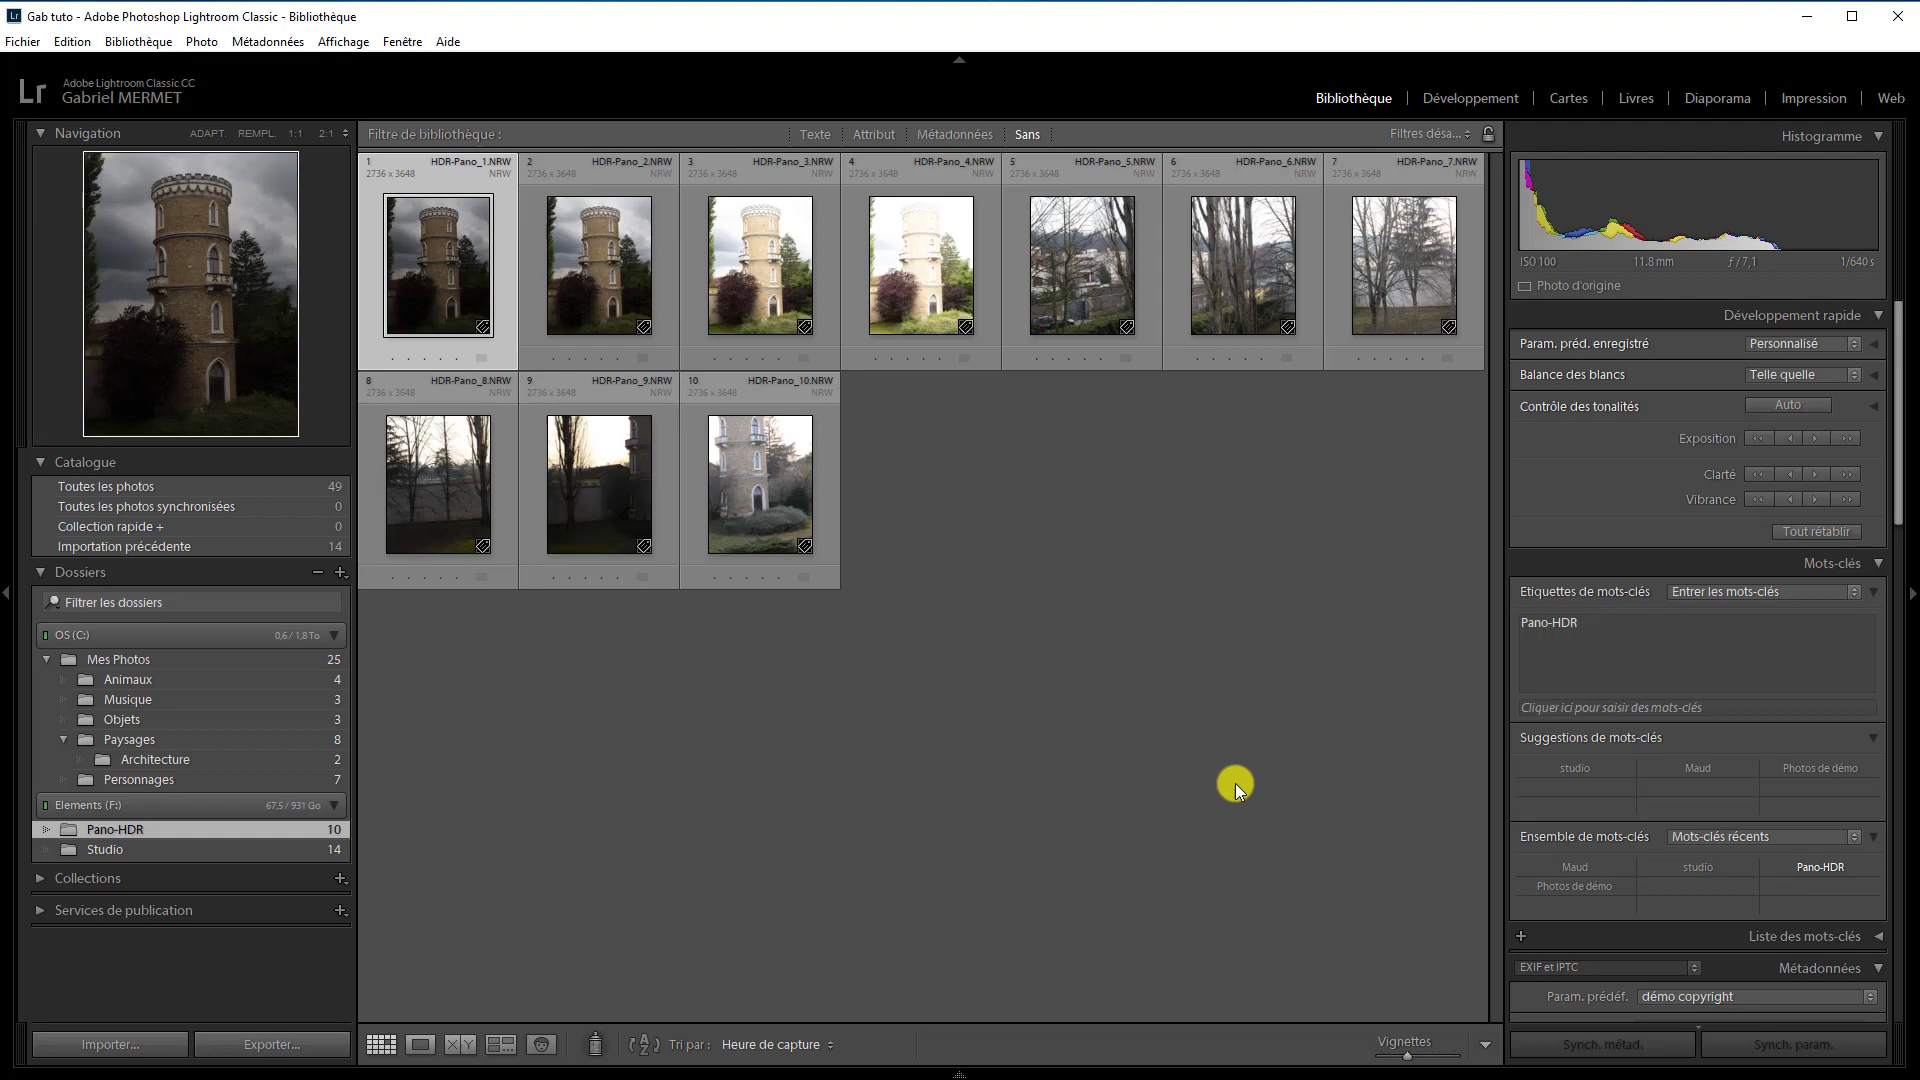 Gab tuto - Adobe Photoshop Lightroom Classic - Bibliothèque
Fichier Edition Bibliothèque Photo Métadonnées Affichage Fenêtre Aide
Lr
Adobe Lightroom Classic CC
Gabriel MERMET
Bibliothèque Développement Cartes Livres Diaporama Impression Web
Navigation ADAPT. REMPL. 1:1 2:1
Filtre de bibliothèque : Texte Attribut Métadonnées Sans Filtres désa...
Histogramme
1 HDR-Pano_1.NRW
2736 x 3648 NRW
2 HDR-Pano_2.NRW
2736 x 3648 NRW
3 HDR-Pano_3.NRW
2736 x 3648 NRW
4 HDR-Pano_4.NRW
2736 x 3648 NRW
5 HDR-Pano_5.NRW
2736 x 3648 NRW
6 HDR-Pano_6.NRW
2736 x 3648 NRW
7 HDR-Pano_7.NRW
2736 x 3648 NRW
8 HDR-Pano_8.NRW
2736 x 3648 NRW
9 HDR-Pano_9.NRW
2736 x 3648 NRW
10 HDR-Pano_10.NRW
2736 x 3648 NRW
Catalogue
Toutes les photos 49
Toutes les photos synchronisées 0
Collection rapide + 0
Importation précédente 14
Dossiers
Filtrer les dossiers
OS (C:) 0,6 / 1,8 To
Mes Photos 25
Animaux 4
Musique 3
Objets 3
Paysages 8
Architecture 2
Personnages 7
Elements (F:) 67,5 / 931 Go
Pano-HDR 10
Studio 14
Collections
Services de publication
Importer... Exporter...
XY
Tri par : Heure de capture
Vignettes
ISO 100 11.8 mm ƒ / 7,1 1/640 s
Photo d'origine
Développement rapide
Param. préd. enregistré Personnalisé
Balance des blancs Telle quelle
Contrôle des tonalités Auto
Exposition
Clarté
Vibrance
Tout rétablir
Mots-clés
Etiquettes de mots-clés Entrer les mots-clés
Pano-HDR
Cliquer ici pour saisir des mots-clés
Suggestions de mots-clés
studio Maud Photos de démo
Ensemble de mots-clés Mots-clés récents
Maud studio Pano-HDR
Photos de démo
Liste des mots-clés
EXIF et IPTC Métadonnées
Param. prédéf. démo copyright
Synch. métad. Synch. param.